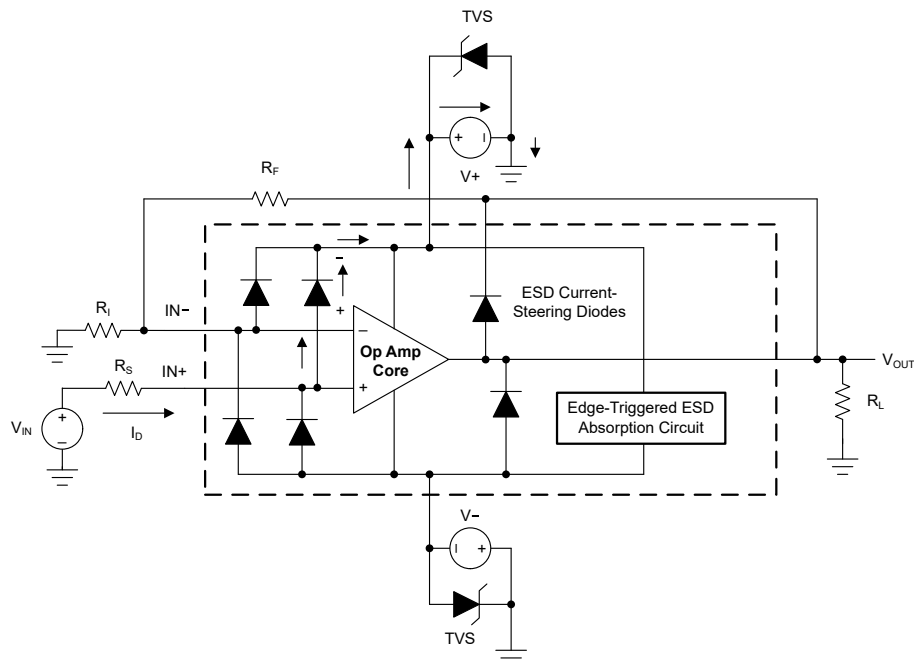 TVS
+
−
V+
RF
−
+
ESD Current-
Steering Diodes
RI
IN−
−
Op Amp
Core
+
VOUT
RS
IN+
ID
VIN
+
−
RL
Edge-Triggered ESD
Absorption Circuit
V−
−
+
TVS